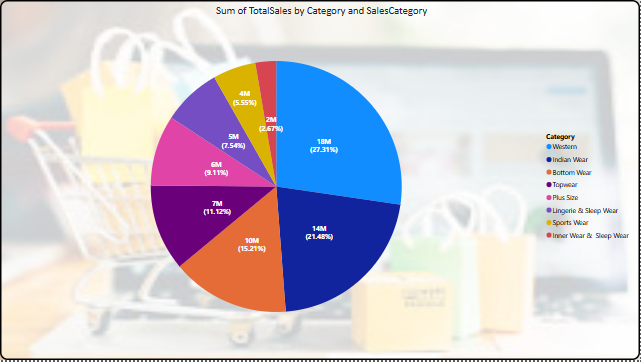 Sum of TotalSales by Category and SalesCategory
18M
(27.31%)
14M
(21.48%)
10M
(15.21%)
7M
(11.12%)
6M
(9.11%)
5M
(7.54%)
4M
(5.55%)
2M
(2.67%)
Category
Western
Indian Wear
Bottom Wear
Topwear
Plus Size
Lingerie & Sleep Wear
Sports Wear
Inner Wear & Sleep Wear